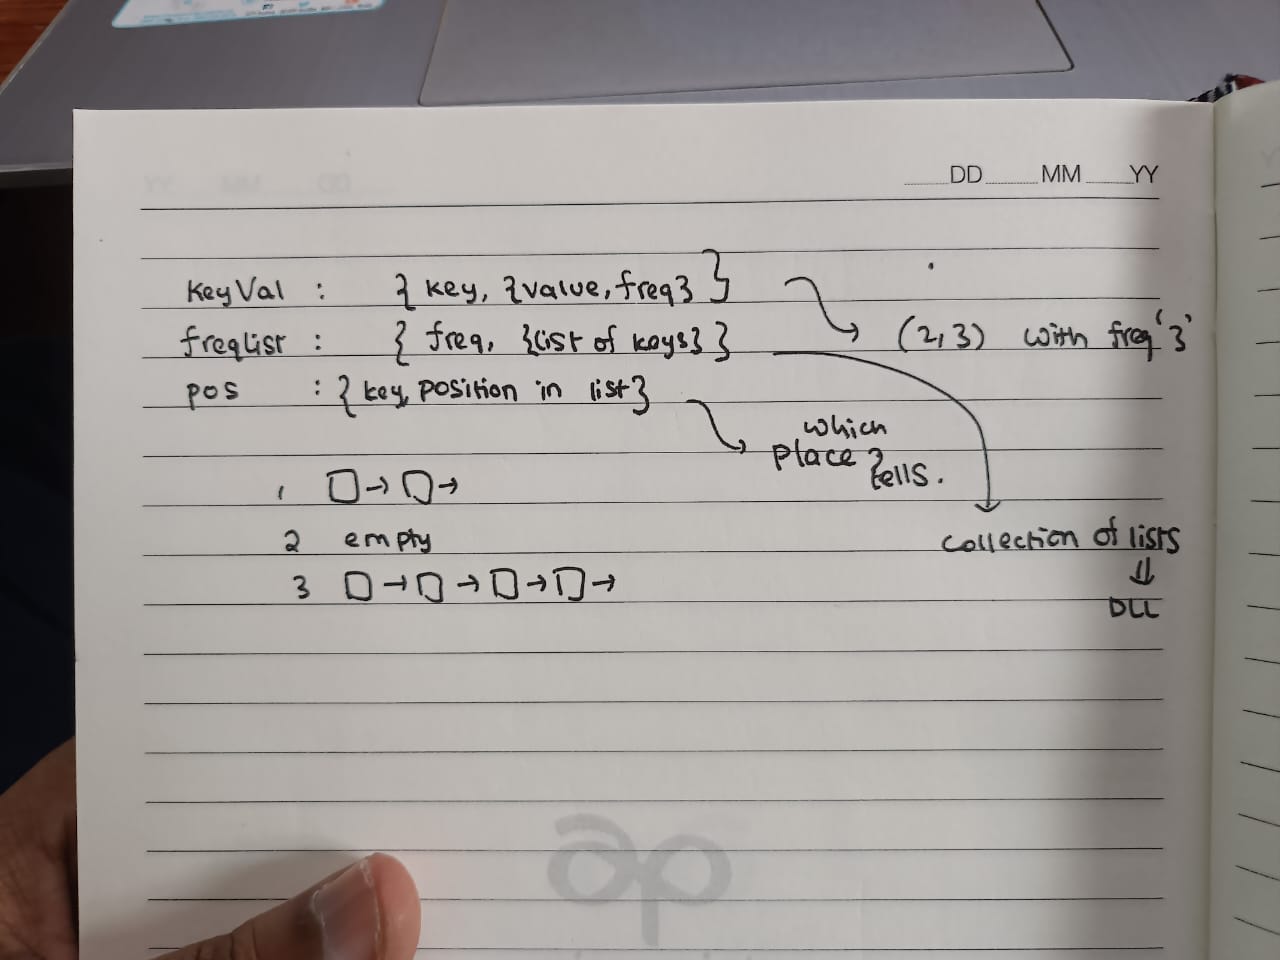 DD MM YY
KeyVal : { key, {value, freq} }
freqList : { freq, {list of keys} }
(2,3) with freq '3'
pos : { key, position in list}
which
place tells.
1 □→ □→
2 empty
collection of lists
⇓
3 □→□→□→□→
DLL